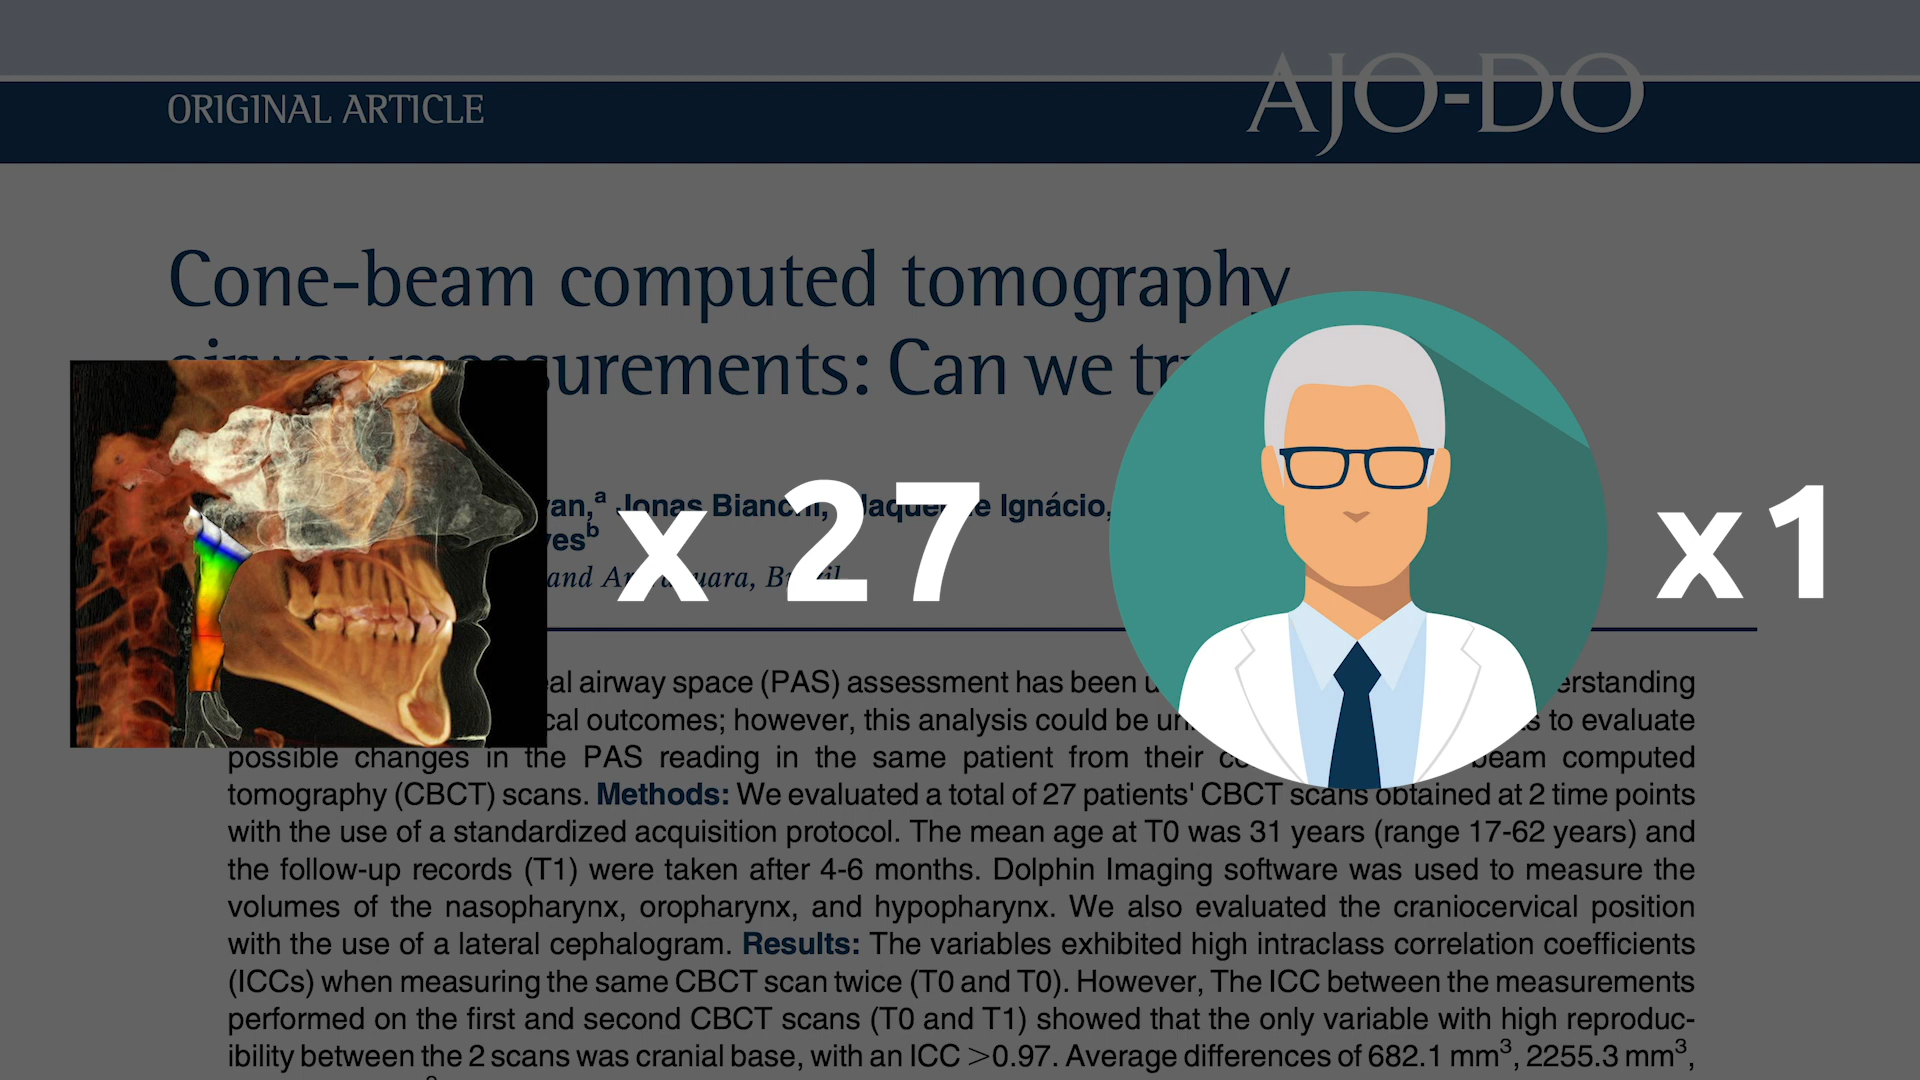 ORIGINAL ARTICLE
AJO-DO
Cone-beam computed tomography
airway measurements: Can we
Jonas Bianchi, Ignácio,
and Brazil
x 27
x1
airway space (PAS) assessment has been
outcomes; however, this analysis could be to evaluate
possible changes in the PAS reading in the same patient from their beam computed
tomography (CBCT) scans. Methods: We evaluated a total of 27 patients' CBCT scans obtained at 2 time points
with the use of a standardized acquisition protocol. The mean age at T0 was 31 years (range 17-62 years) and
the follow-up records (T1) were taken after 4-6 months. Dolphin Imaging software was used to measure the
volumes of the nasopharynx, oropharynx, and hypopharynx. We also evaluated the craniocervical position
with the use of a lateral cephalogram. Results: The variables exhibited high intraclass correlation coefficients
(ICCs) when measuring the same CBCT scan twice (T0 and T0). However, The ICC between the measurements
performed on the first and second CBCT scans (T0 and T1) showed that the only variable with high reproduc-
ibility between the 2 scans was cranial base, with an ICC >0.97. Average differences of 682.1 mm³, 2255.3 mm³,